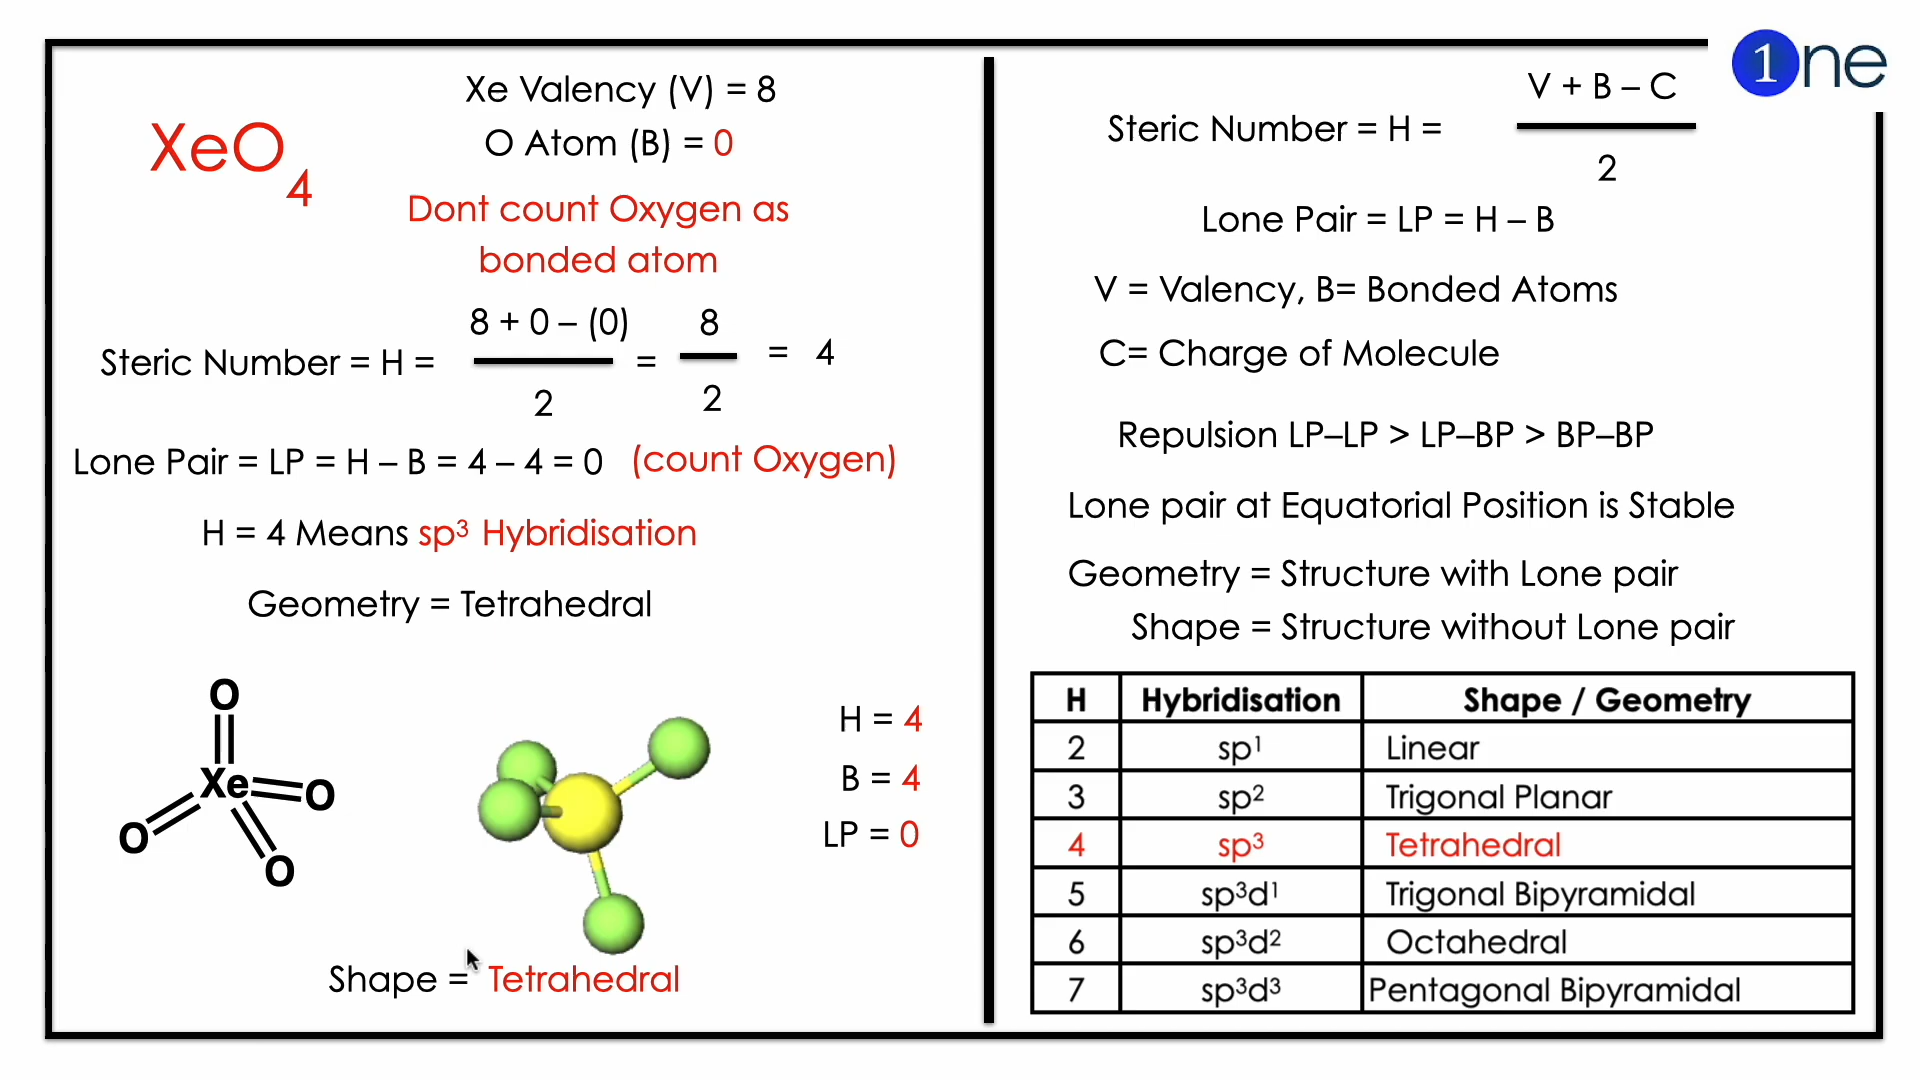 XeO₄
Xe Valency (V) = 8
O Atom (B) = 0
Dont count Oxygen as
bonded atom
Steric Number = H = 8 + 0 – (0) / 2 = 8 / 2 = 4
Lone Pair = LP = H – B = 4 – 4 = 0 (count Oxygen)
H = 4 Means sp³ Hybridisation
Geometry = Tetrahedral
O
Xe
O
O
O
H = 4
B = 4
LP = 0
Shape = Tetrahedral
1ne
Steric Number = H = V + B – C / 2
Lone Pair = LP = H – B
V = Valency, B= Bonded Atoms
C= Charge of Molecule
Repulsion LP–LP > LP–BP > BP–BP
Lone pair at Equatorial Position is Stable
Geometry = Structure with Lone pair
Shape = Structure without Lone pair
H Hybridisation Shape / Geometry
2 sp¹ Linear
3 sp² Trigonal Planar
4 sp³ Tetrahedral
5 sp³d¹ Trigonal Bipyramidal
6 sp³d² Octahedral
7 sp³d³ Pentagonal Bipyramidal